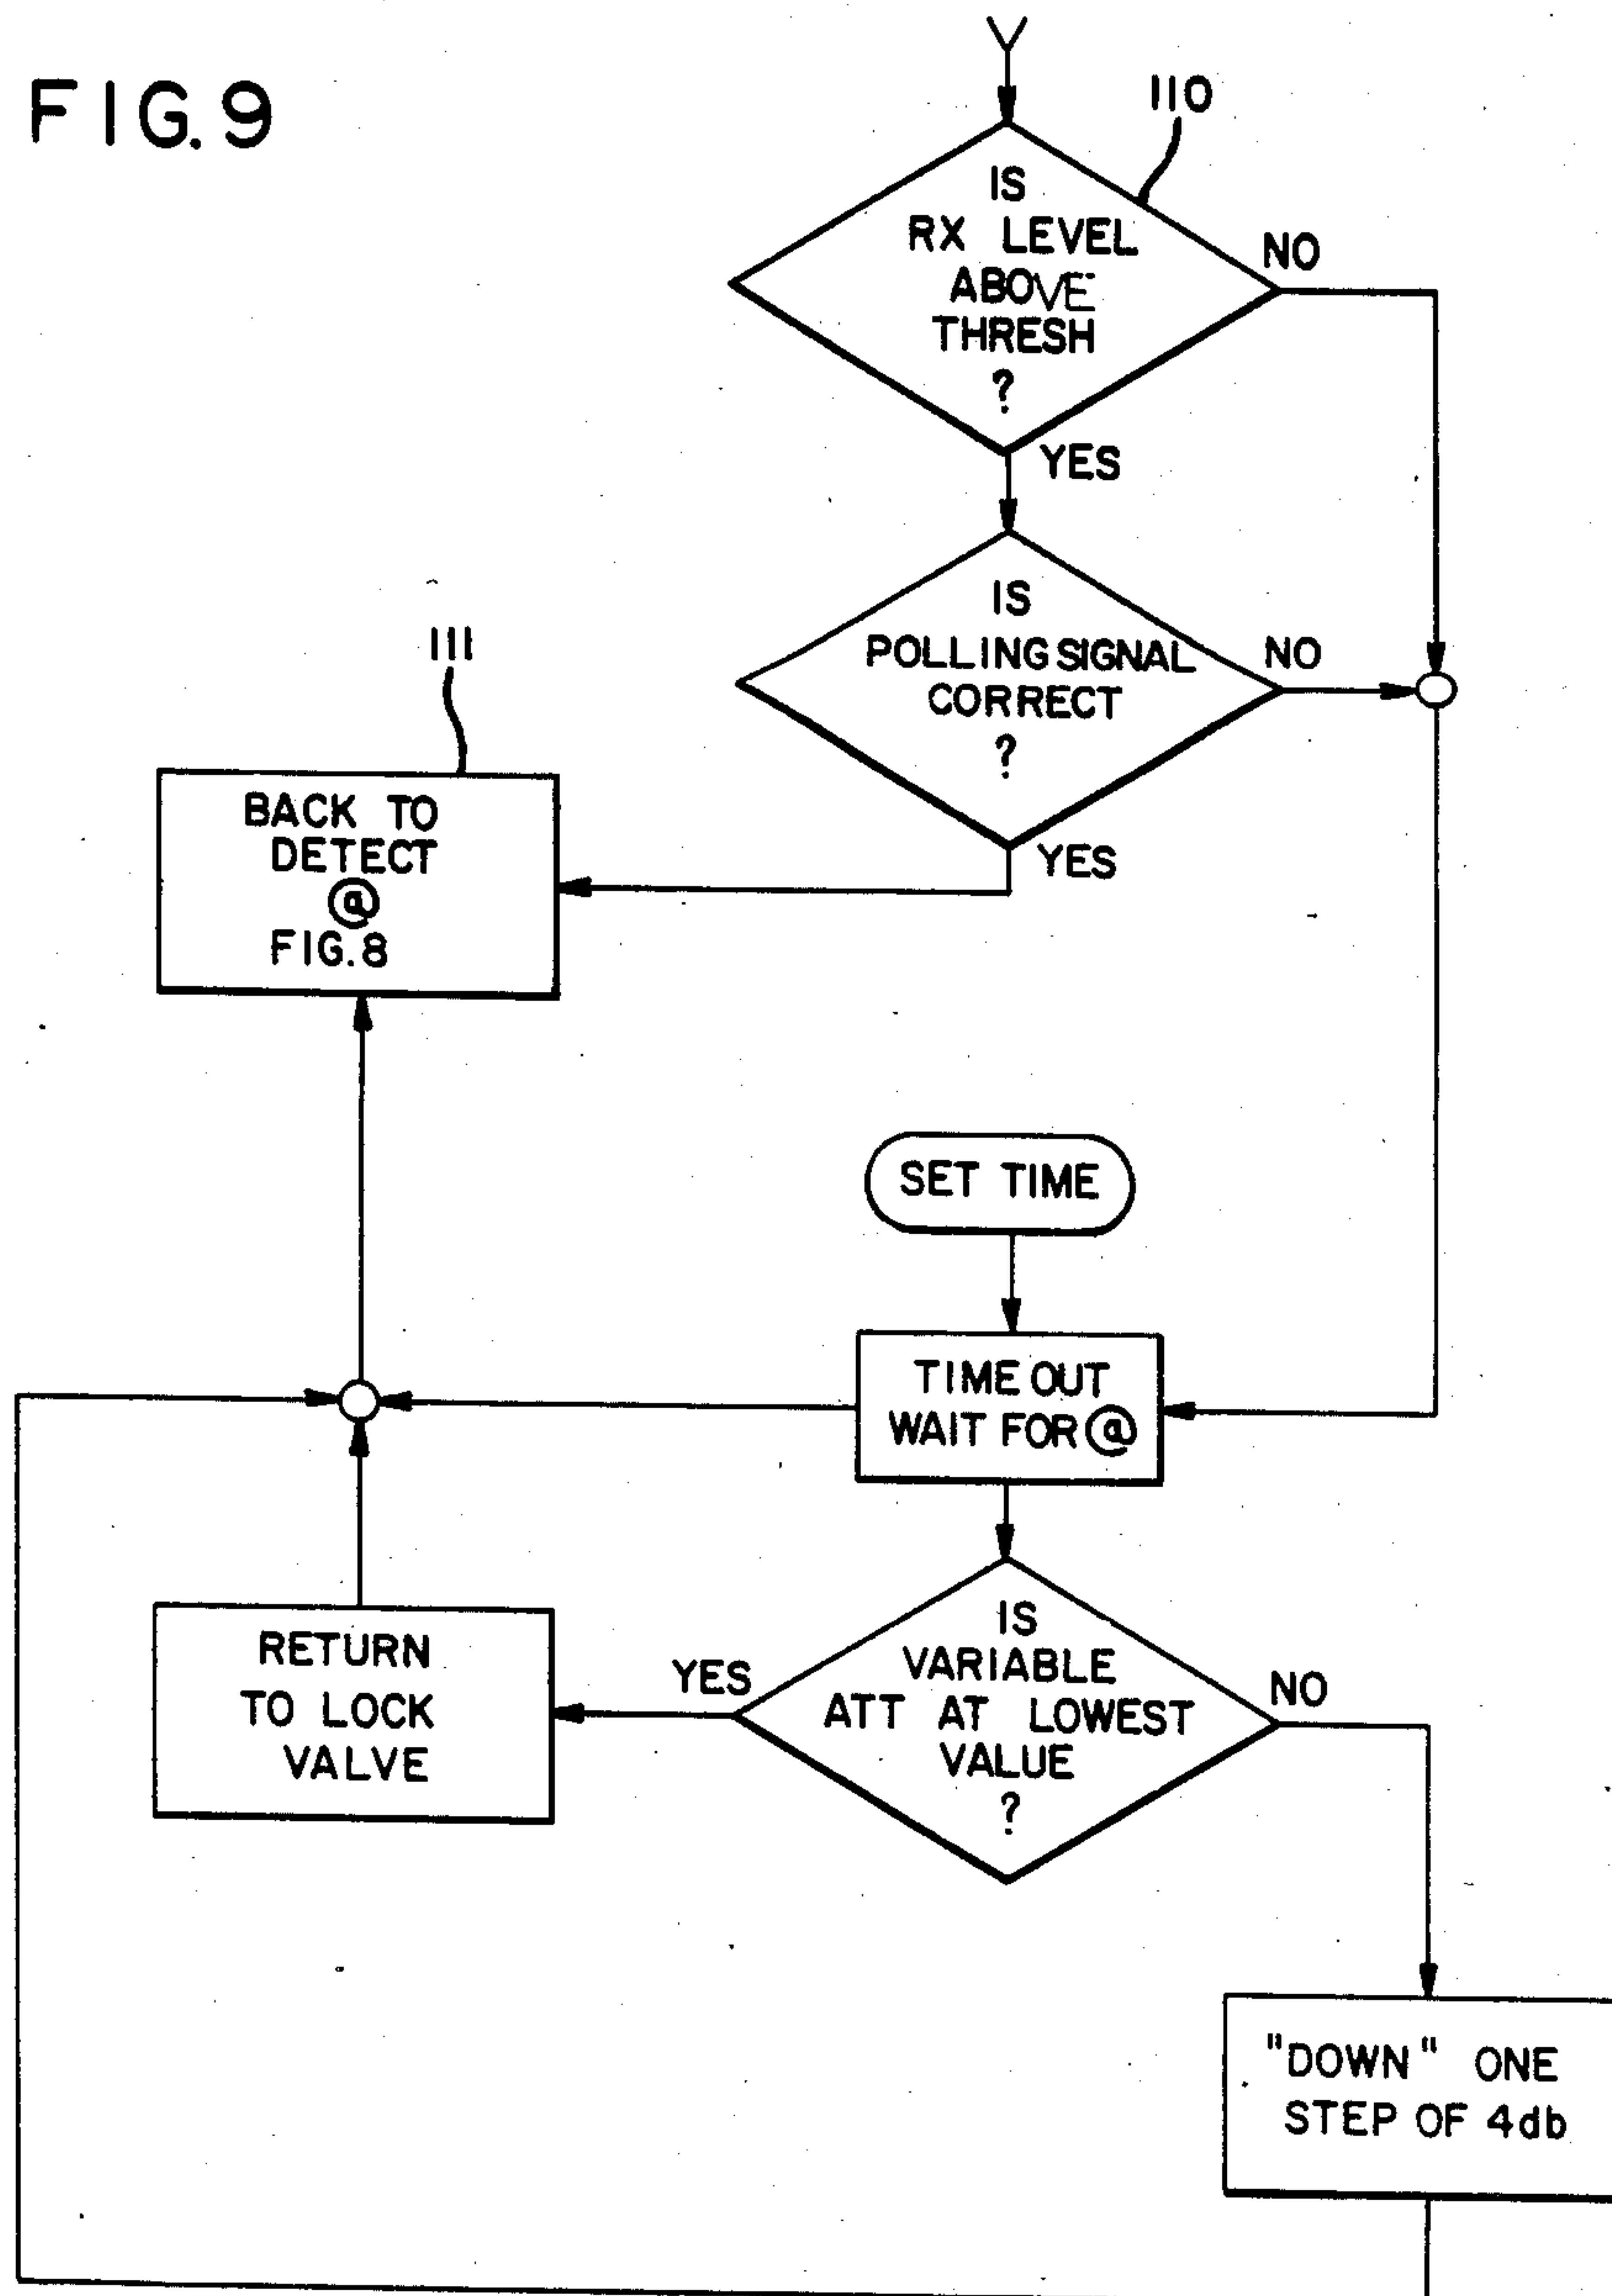 FIG. 9
110
IS
RX LEVEL
ABOVE
THRESH
?
NO
YES
IS
POLLING SIGNAL
CORRECT
?
NO
YES
111
BACK TO
DETECT
@
FIG. 8
SET TIME
TIME OUT
WAIT FOR @
IS
VARIABLE
ATT AT LOWEST
VALUE
?
YES
NO
RETURN
TO LOCK
VALVE
"DOWN" ONE
STEP OF 4db